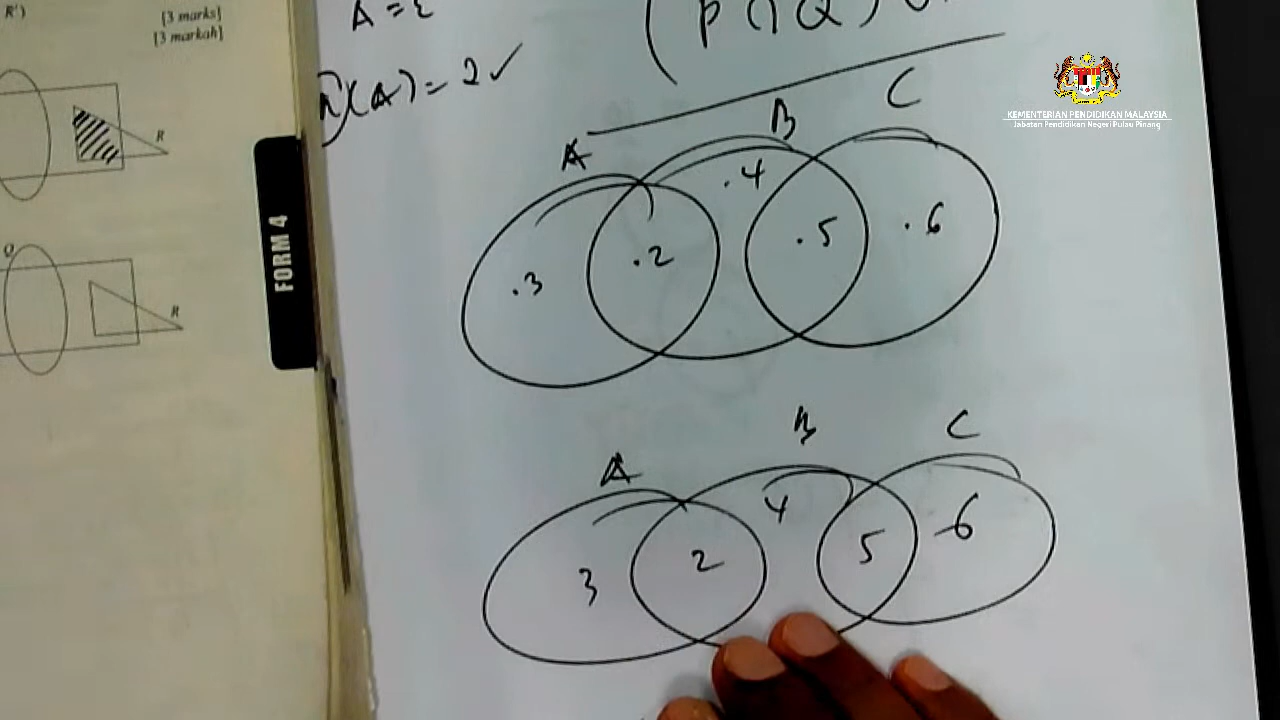 R')
[3 marks]
[3 markah]
R
Q
R
FORM 4
A = {
n(A) = 2 ✓
(P ∩ Q) ∪
KEMENTERIAN PENDIDIKAN MALAYSIA
Jabatan Pendidikan Negeri Pulau Pinang
A B C
.3 .2 .4 .5 .6
A B C
3 2 4 5 6